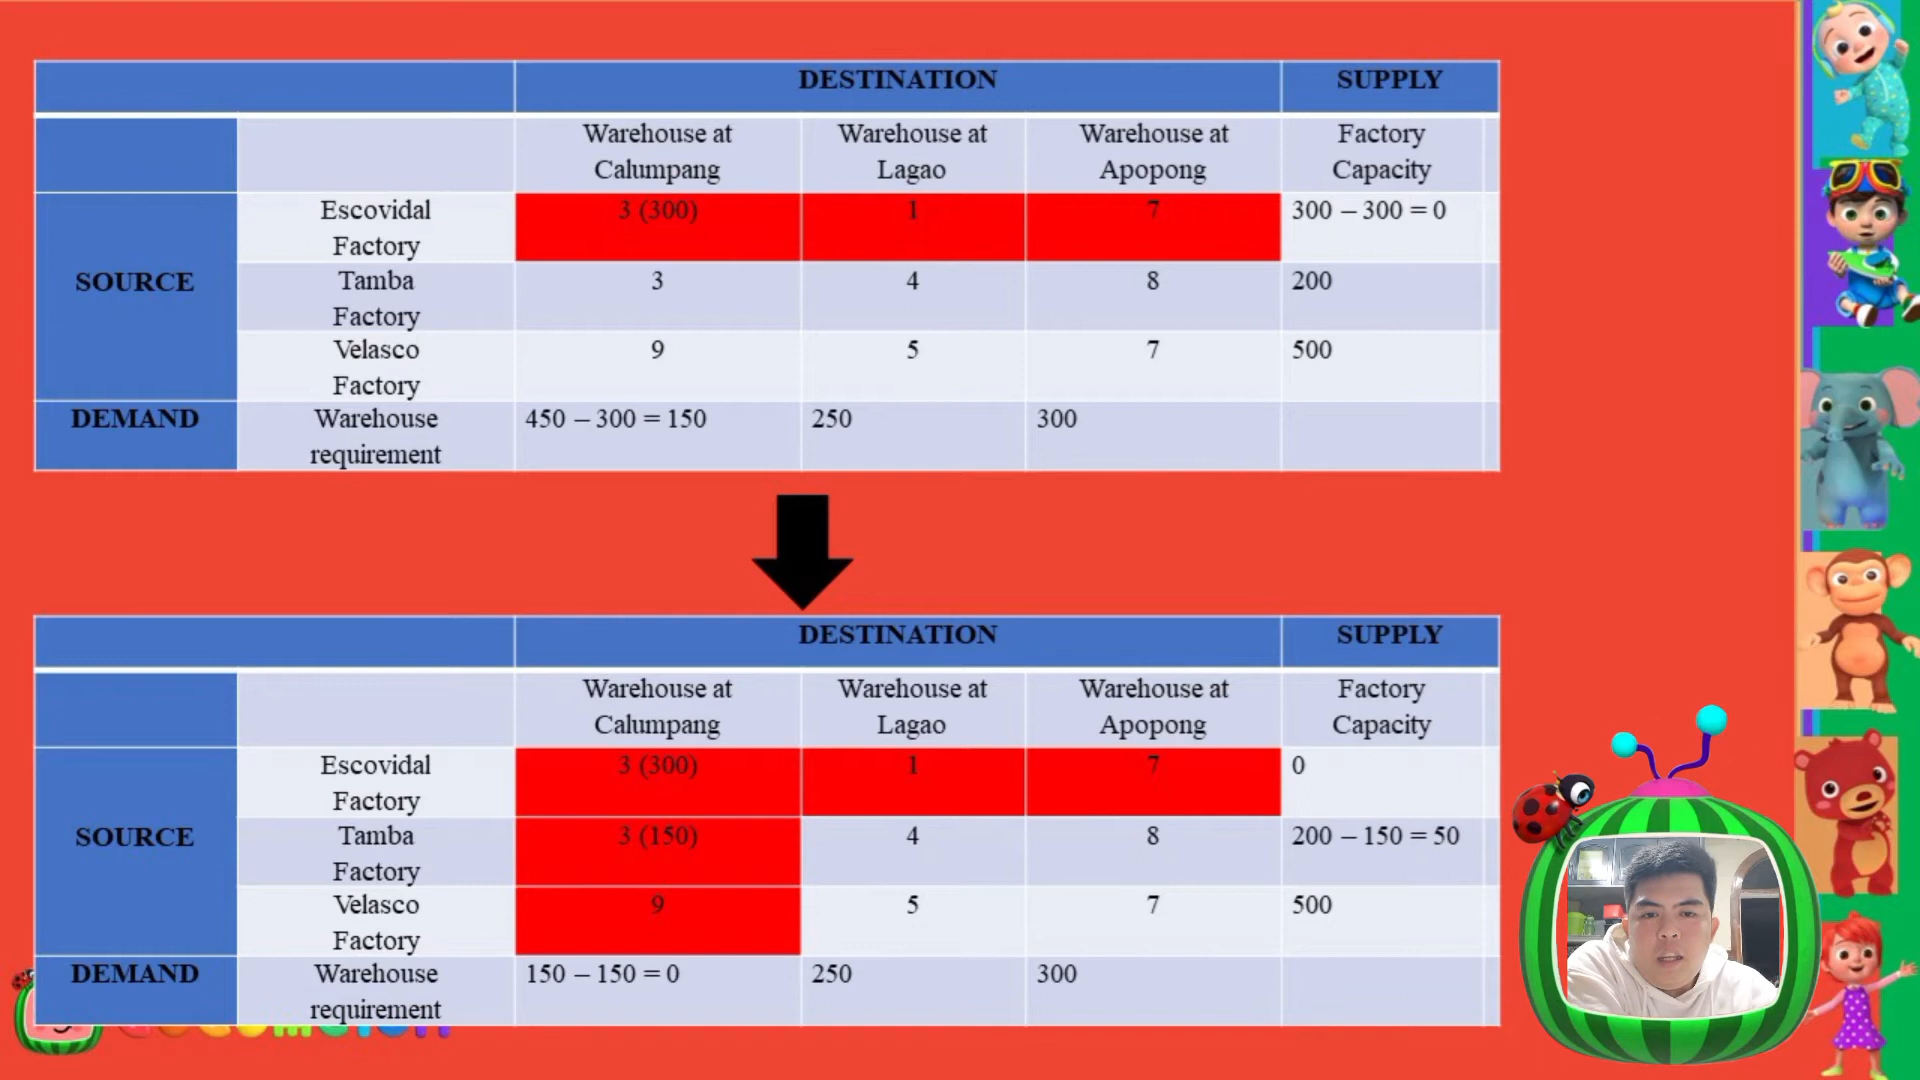 DESTINATION SUPPLY
Warehouse at Calumpang Warehouse at Lagao Warehouse at Apopong Factory Capacity
SOURCE
Escovidal Factory 3 (300) 1 7 300 – 300 = 0
Tamba Factory 3 4 8 200
Velasco Factory 9 5 7 500
DEMAND Warehouse requirement 450 – 300 = 150 250 300
DESTINATION SUPPLY
Warehouse at Calumpang Warehouse at Lagao Warehouse at Apopong Factory Capacity
SOURCE
Escovidal Factory 3 (300) 1 7 0
Tamba Factory 3 (150) 4 8 200 – 150 = 50
Velasco Factory 9 5 7 500
DEMAND Warehouse requirement 150 – 150 = 0 250 300